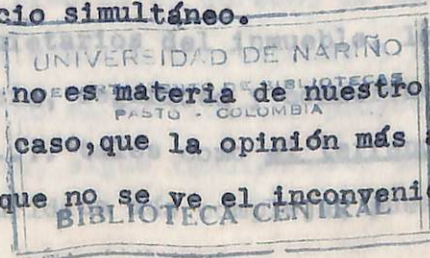 cio simultáneo.
UNIVERSIDAD DE NARIÑO
no es materia de nuestro
BIBLIOTECAS
PASTO - COLOMBIA
caso,que la opinión más a
que no se ve el inconveni
BIBLIOTECA CENTRAL